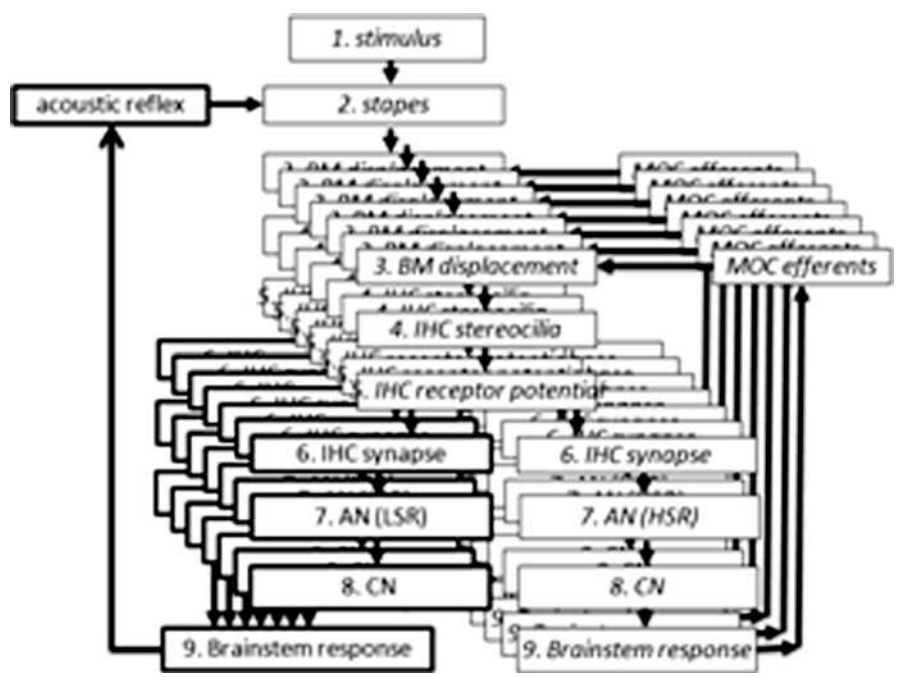 1. stimulus
acoustic reflex
2. stapes
MOC efferents
3. BM displacement
MOC efferents
4. IHC stereocilia
5. IHC receptor potential
6. IHC synapse
6. IHC synapse
7. AN (LSR)
7. AN (HSR)
8. CN
8. CN
9. Brainstem response
9. Brainstem response